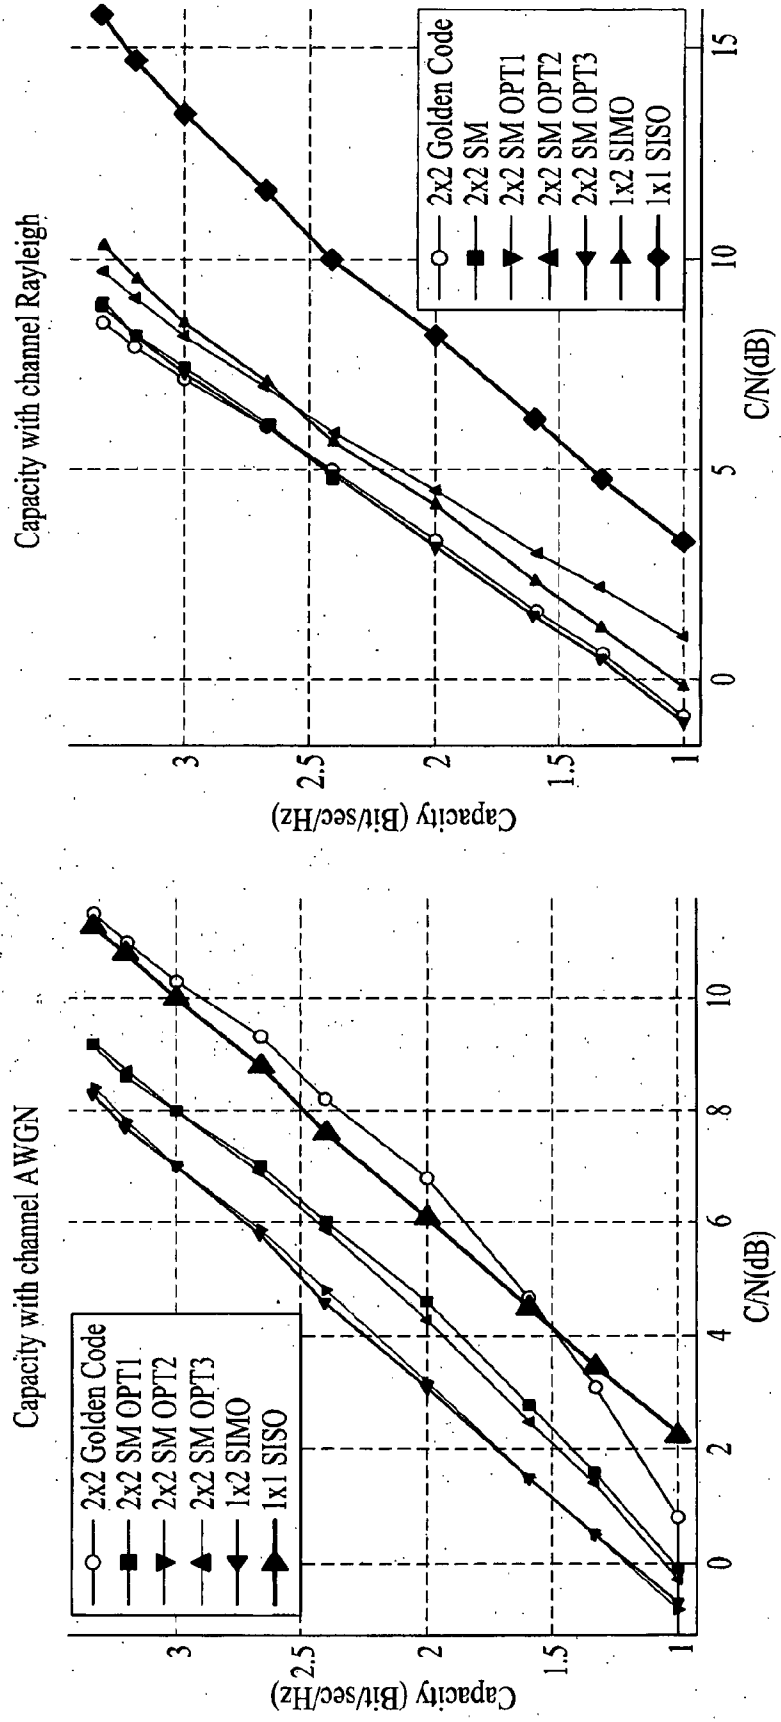 Capacity with channel AWGN
2x2 Golden Code
2x2 SM OPT1
2x2 SM OPT2
2x2 SM OPT3
1x2 SIMO
1x1 SISO
Capacity (Bit/sec/Hz)
3
2.5
2
1.5
1
0
2
4
6
8
10
C/N(dB)
Capacity with channel Rayleigh
2x2 Golden Code
2x2 SM
2x2 SM OPT1
2x2 SM OPT2
2x2 SM OPT3
1x2 SIMO
1x1 SISO
Capacity (Bit/sec/Hz)
3
2.5
2
1.5
1
0
5
10
15
C/N(dB)